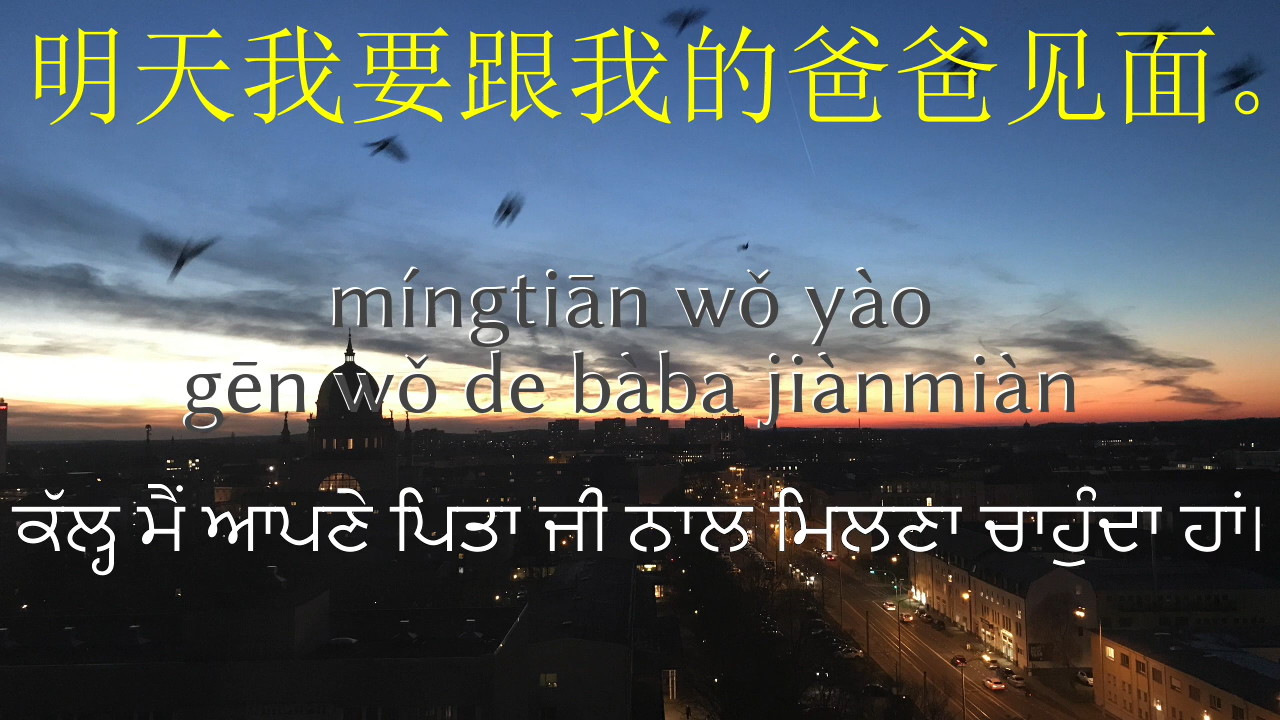 明天我要跟我的爸爸见面。
míngtiān wǒ yào
gēn wǒ de bàba jiànmiàn
ਕੱਲ੍ਹ ਮੈਂ ਆਪਣੇ ਪਿਤਾ ਜੀ ਨਾਲ ਮਿਲਣਾ ਚਾਹੁੰਦਾ ਹਾਂ।